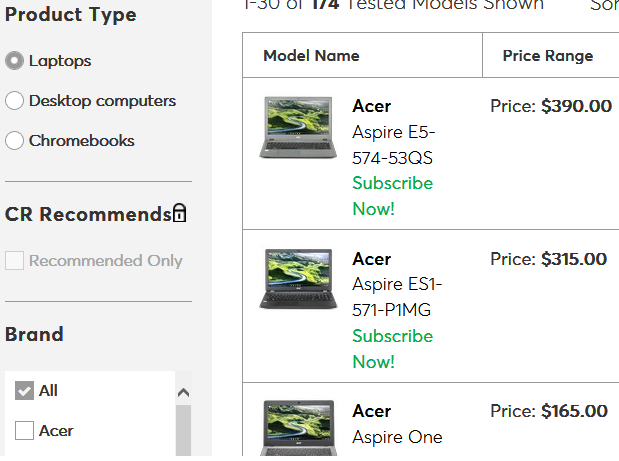 Product Type
Laptops
Desktop computers
Chromebooks
CR Recommends
Recommended Only
Brand
All
Acer
1-30 of 174 Tested Models Shown
Model Name
Price Range
Acer
Aspire E5-
574-53QS
Subscribe
Now!
Price: $390.00
Acer
Aspire ES1-
571-P1MG
Subscribe
Now!
Price: $315.00
Acer
Aspire One
Price: $165.00